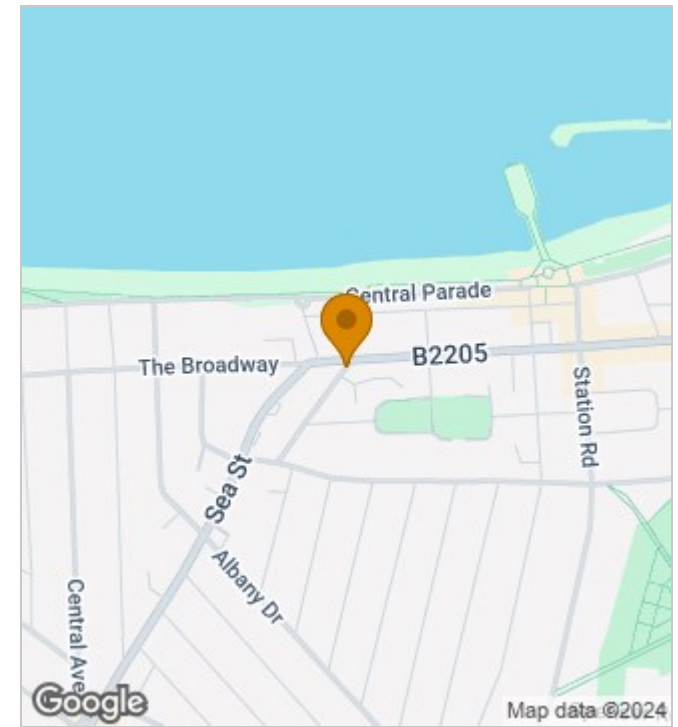 Central Parade
B2205
The Broadway
Station Rd
Sea St
Albany Dr
Central Ave
Google
Map data ©2024